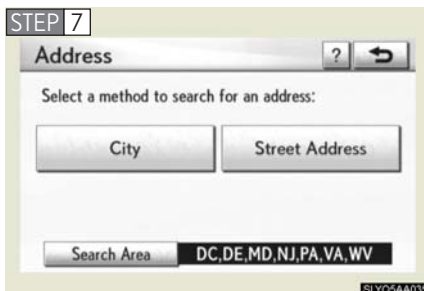 STEP 7
Address ?
Select a method to search for an address:
City Street Address
Search Area DC,DE,MD,NJ,PA,VA,WV